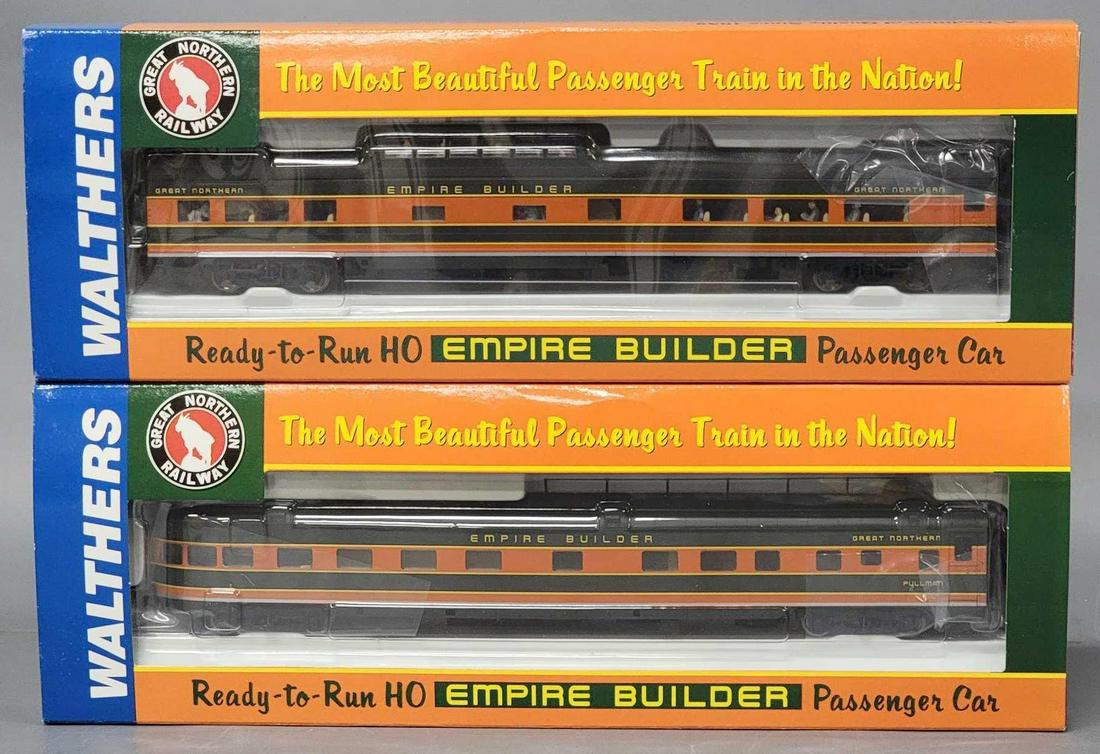 WALTHERS
GREAT NORTHERN
RAILWAY
The Most Beautiful Passenger Train in the Nation!
GREAT NORTHERN EMPIRE BUILDER GREAT NORTHERN
Ready-to-Run HO EMPIRE BUILDER Passenger Car
WALTHERS
GREAT NORTHERN
RAILWAY
The Most Beautiful Passenger Train in the Nation!
EMPIRE BUILDER GREAT NORTHERN
PULLMAN
Ready-to-Run HO EMPIRE BUILDER Passenger Car